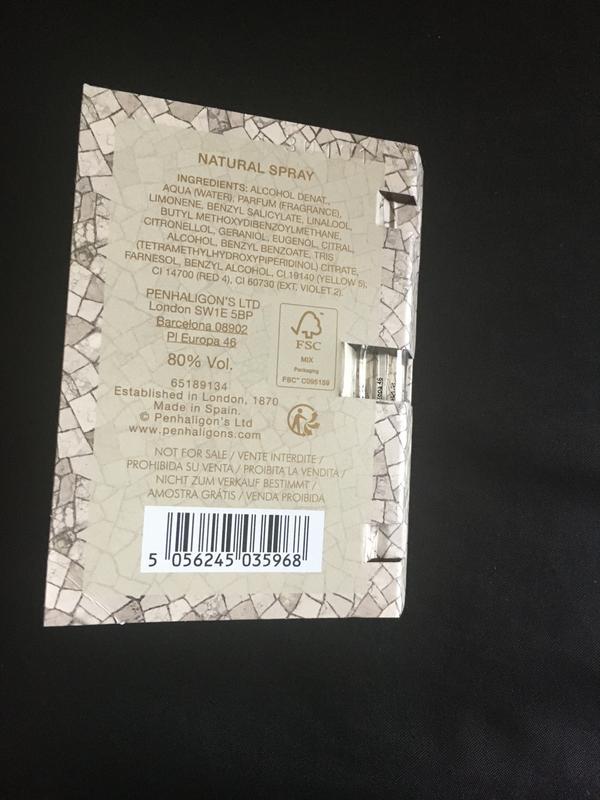 NATURAL SPRAY
INGREDIENTS: ALCOHOL DENAT.,
AQUA (WATER), PARFUM (FRAGRANCE),
LIMONENE, BENZYL SALICYLATE, LINALOOL,
BUTYL METHOXYDIBENZOYLMETHANE,
CITRONELLOL, GERANIOL, EUGENOL, CITRAL,
ALCOHOL, BENZYL BENZOATE, TRIS
(TETRAMETHYLHYDROXYPIPERIDINOL) CITRATE,
FARNESOL, BENZYL ALCOHOL, CI 19140 (YELLOW 5),
CI 14700 (RED 4), CI 60730 (EXT. VIOLET 2).
PENHALIGON'S LTD
London SW1E 5BP
Barcelona 08902
Pl Europa 46
80% Vol.
65189134
Established in London, 1870
Made in Spain.
© Penhaligon's Ltd
www.penhaligons.com
FSC
MIX
Packaging
FSC™ C095159
NOT FOR SALE / VENTE INTERDITE /
PROHIBIDA SU VENTA / PROIBITA LA VENDITA /
NICHT ZUM VERKAUF BESTIMMT /
AMOSTRA GRÁTIS / VENDA PROIBIDA
5 056245 035968